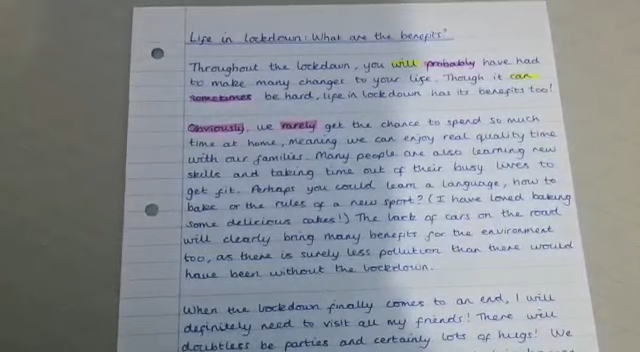 Life in lockdown: What are the benefits?
Throughout the lockdown, you will probably have had
to make many changes to your life. Though it can
sometimes be hard, life in lockdown has its benefits too!
Obviously, we rarely get the chance to spend so much
time at home, meaning we can enjoy real quality time
with our families. Many people are also learning new
skills and taking time out of their busy lives to
get fit. Perhaps you could learn a language, how to
bake or the rules of a new sport? (I have loved baking
some delicious cakes!) The lack of cars on the road
will clearly bring many benefits for the environment
too, as there is surely less pollution than there would
have been without the lockdown.
When the lockdown finally comes to an end, I will
definitely need to visit all my friends! There will
doubtless be parties and certainly lots of hugs! We